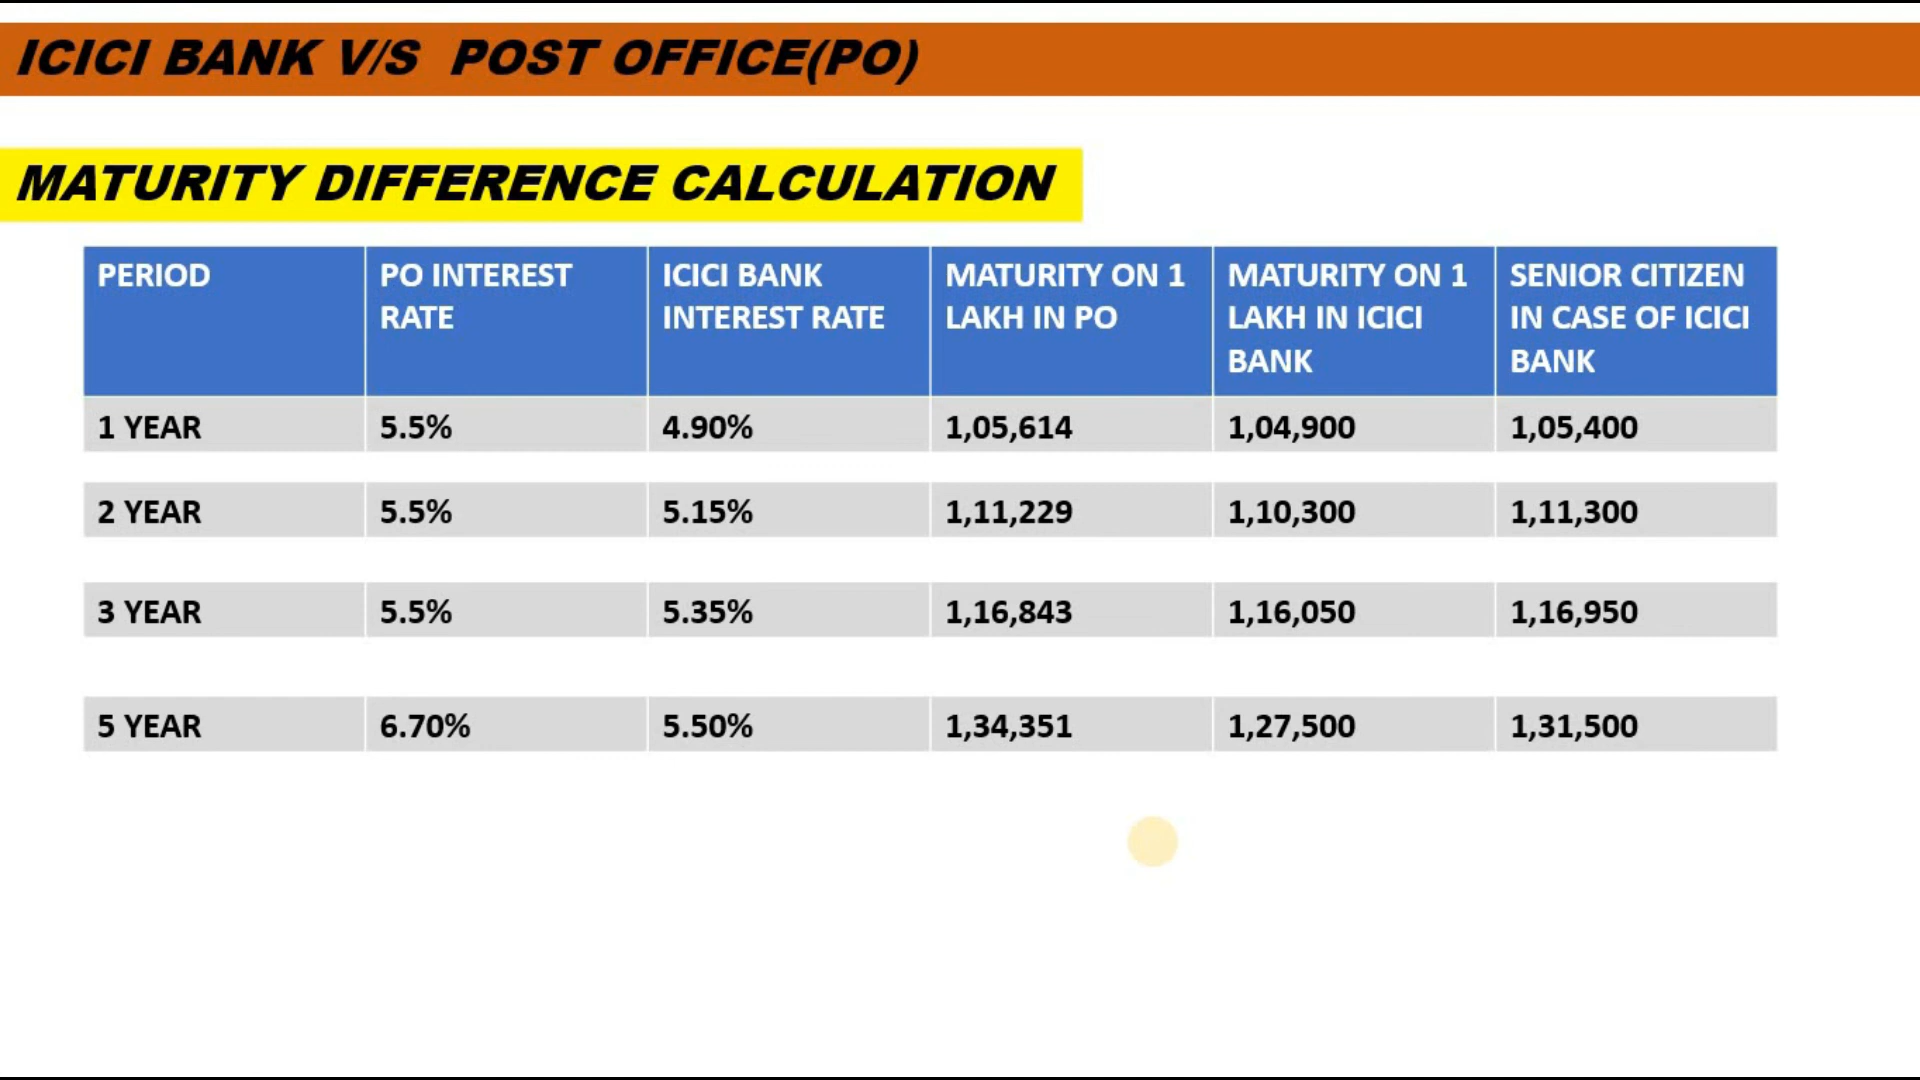 ICICI BANK V/S POST OFFICE(PO)
MATURITY DIFFERENCE CALCULATION
PERIOD PO INTEREST RATE ICICI BANK INTEREST RATE MATURITY ON 1 LAKH IN PO MATURITY ON 1 LAKH IN ICICI BANK SENIOR CITIZEN IN CASE OF ICICI BANK
1 YEAR 5.5% 4.90% 1,05,614 1,04,900 1,05,400
2 YEAR 5.5% 5.15% 1,11,229 1,10,300 1,11,300
3 YEAR 5.5% 5.35% 1,16,843 1,16,050 1,16,950
5 YEAR 6.70% 5.50% 1,34,351 1,27,500 1,31,500